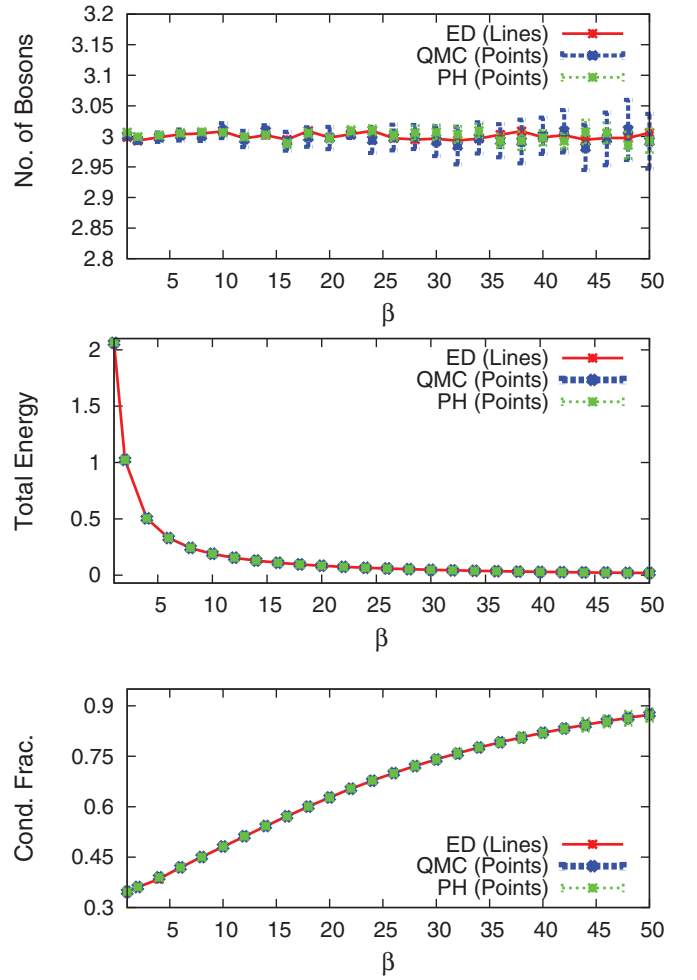 3.2
3.15
3.1
3.05
3
2.95
2.9
2.85
2.8
No. of Bosons
ED (Lines)
QMC (Points)
PH (Points)
5 10 15 20 25 30 35 40 45 50
β
2
1.5
1
0.5
0
Total Energy
ED (Lines)
QMC (Points)
PH (Points)
5 10 15 20 25 30 35 40 45 50
β
0.9
0.75
0.6
0.45
0.3
Cond. Frac.
ED (Lines)
QMC (Points)
PH (Points)
5 10 15 20 25 30 35 40 45 50
β